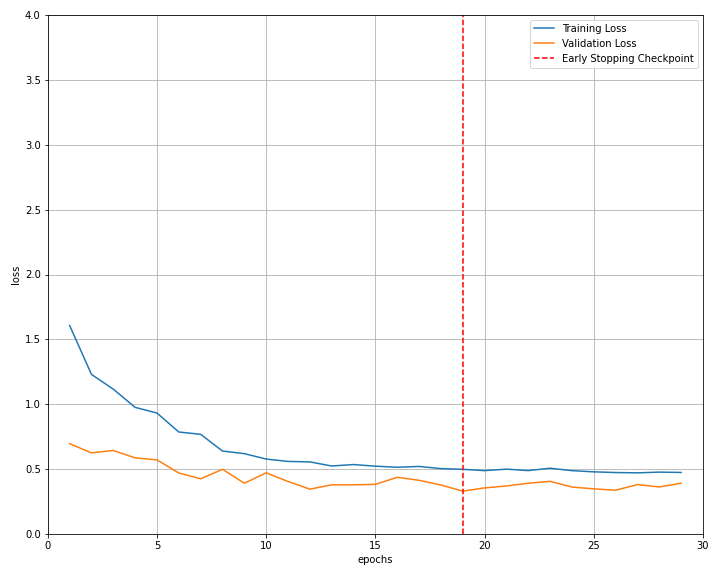 4.0
3.5
3.0
2.5
2.0
1.5
1.0
0.5
0.0
loss
0 5 10 15 20 25 30
epochs
Training Loss
Validation Loss
Early Stopping Checkpoint